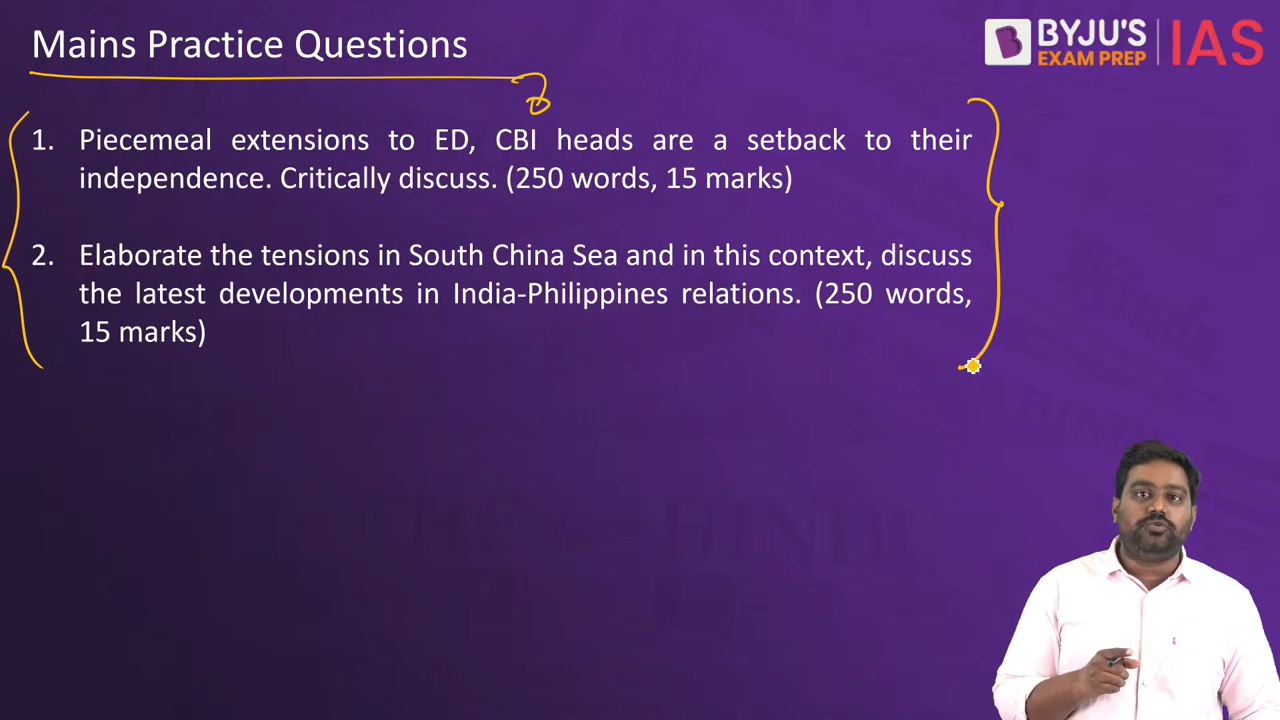 Mains Practice Questions
BYJU'S
EXAM PREP
IAS
1. Piecemeal extensions to ED, CBI heads are a setback to their
independence. Critically discuss. (250 words, 15 marks)
2. Elaborate the tensions in South China Sea and in this context, discuss
the latest developments in India-Philippines relations. (250 words,
15 marks)